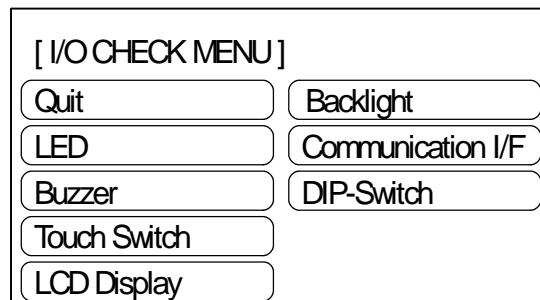 [ I/O CHECK MENU ]
Quit
LED
Buzzer
Touch Switch
LCD Display
Backlight
Communication I/F
DIP-Switch